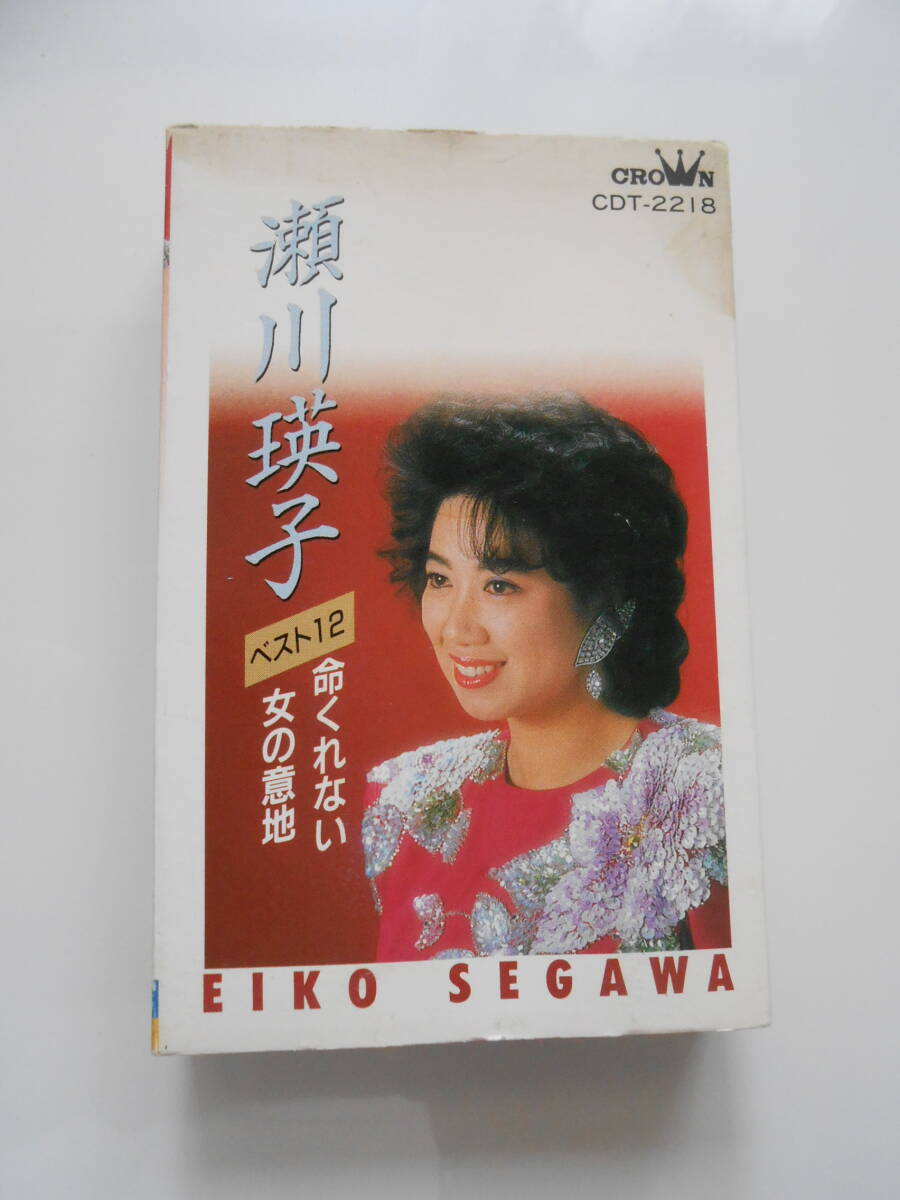 CROWN
CDT-2218
瀬川瑛子
ベスト12
命くれない
女の意地
EIKO SEGAWA